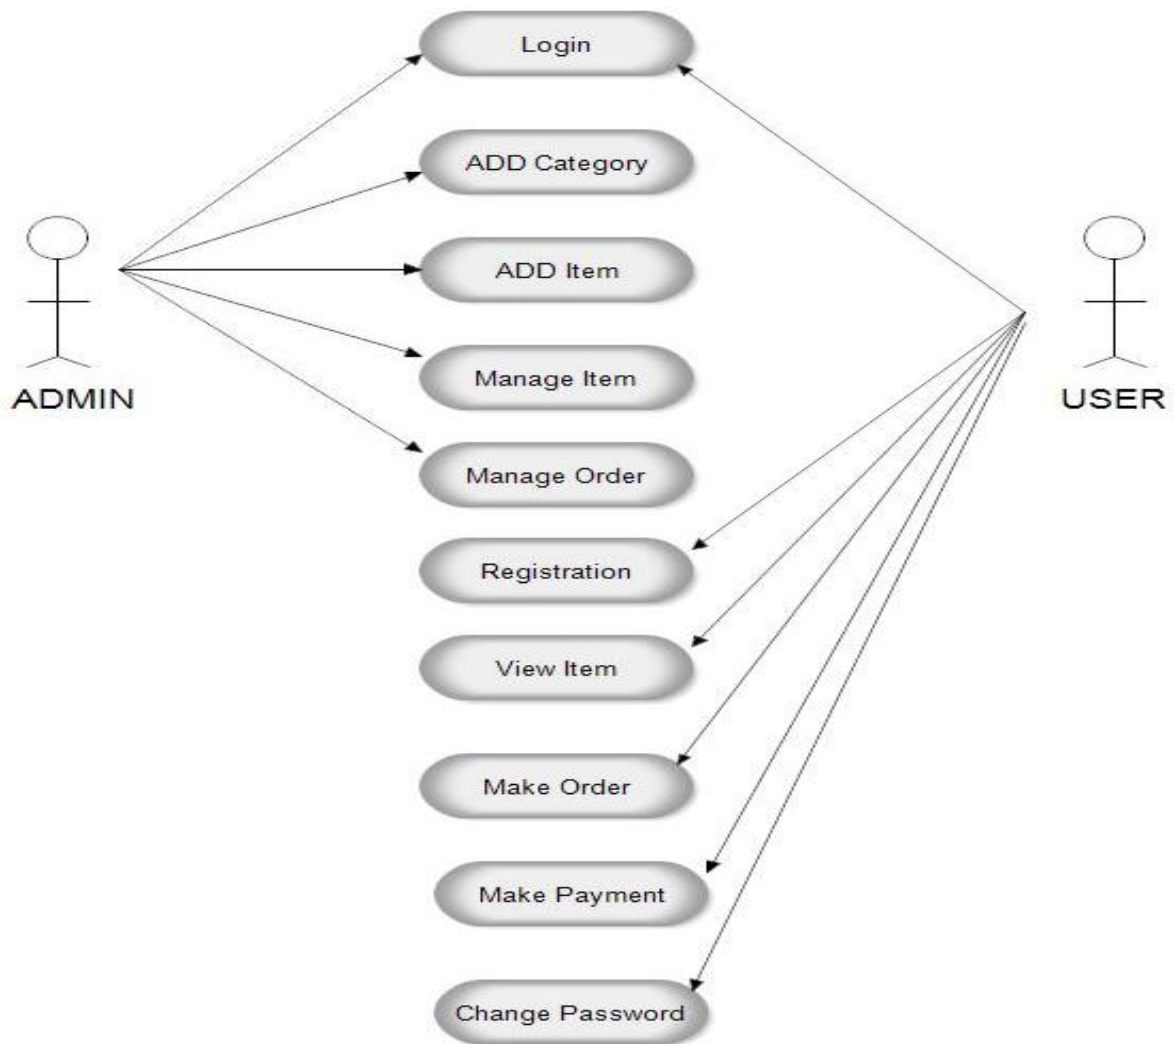 Login
ADD Category
ADD Item
ADMIN
Manage Item
USER
Manage Order
Registration
View Item
Make Order
Make Payment
Change Password